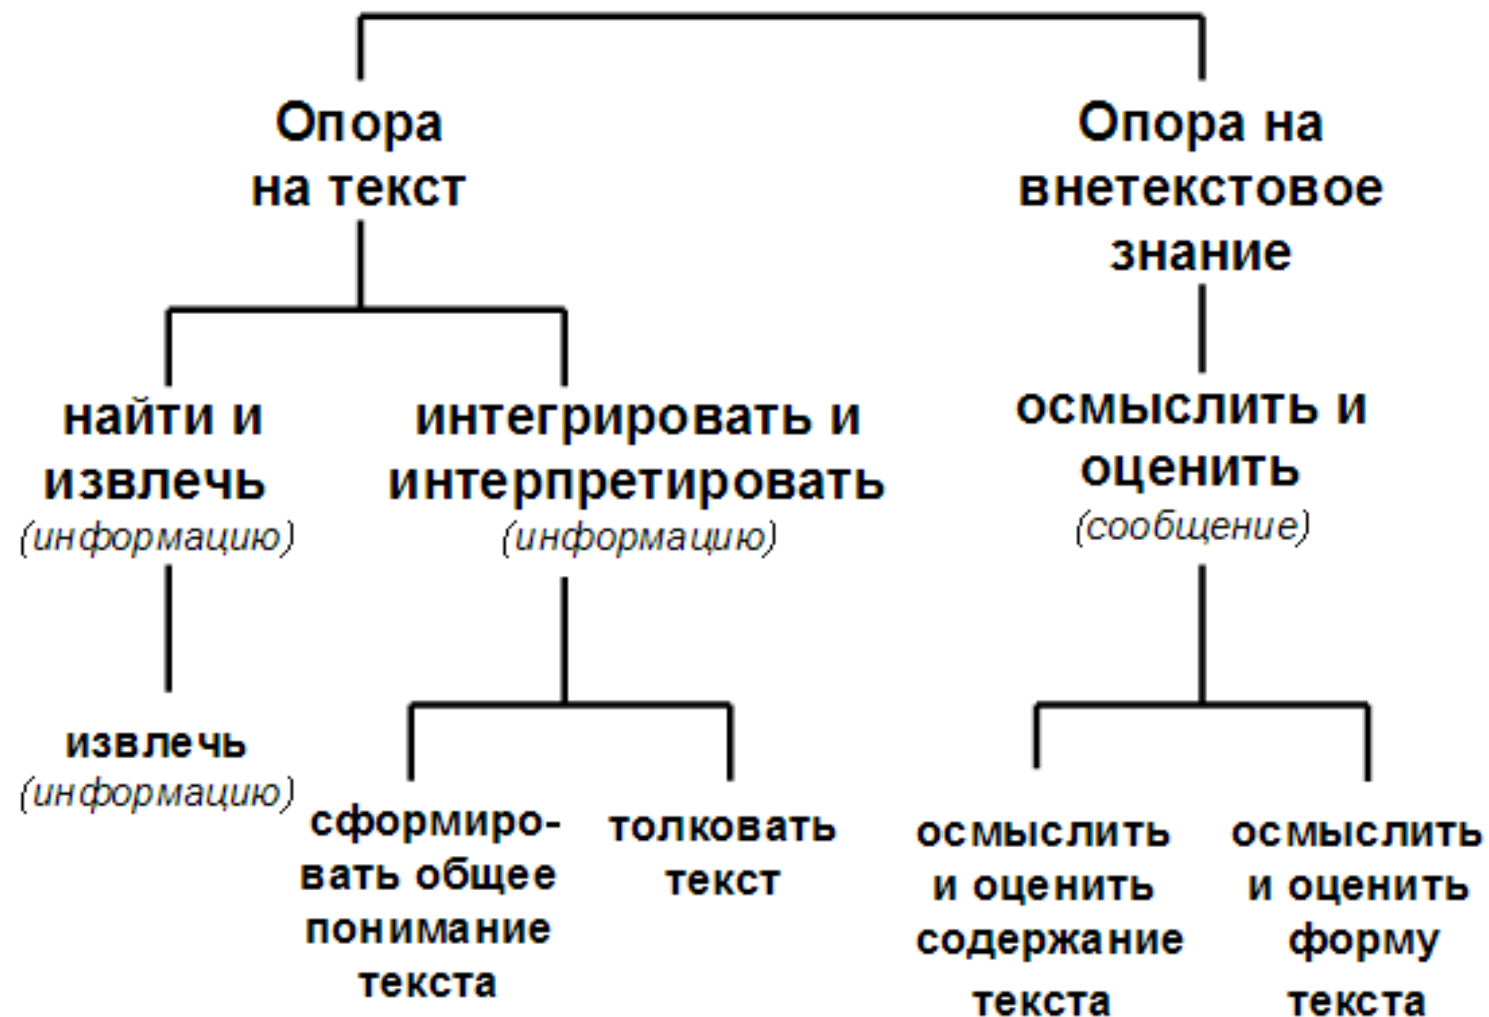 Опора
на текст
Опора на
внетекстовое
знание
найти и
извлечь
(информацию)
интегрировать и
интерпретировать
(информацию)
осмыслить и
оценить
(сообщение)
извлечь
(информацию)
сформиро-
вать общее
понимание
текста
толковать
текст
осмыслить
и оценить
содержание
текста
осмыслить
и оценить
форму
текста